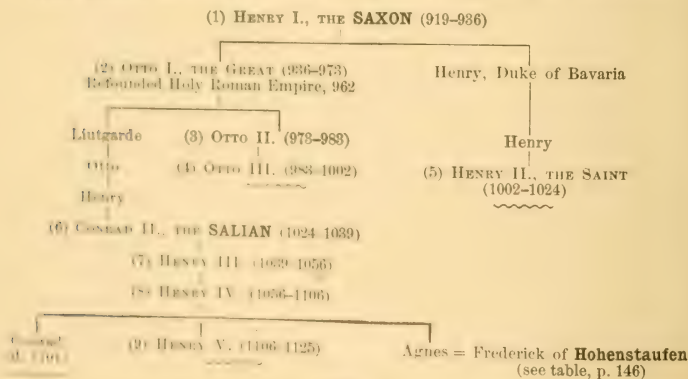 (1) HENRY I., THE SAXON (919–936)
(2) OTTO I., THE GREAT (936–973)
Refounded Holy Roman Empire, 962
Henry, Duke of Bavaria
Liutgarde
(3) OTTO II. (973–983)
Henry
Otto
(4) OTTO III. (983–1002)
(5) HENRY II., THE SAINT
(1002–1024)
Henry
(6) CONRAD II., THE SALIAN (1024–1039)
(7) HENRY III. (1039–1056)
(8) HENRY IV. (1056–1106)
(9) HENRY V. (1106–1125)
Agnes = Frederick of Hohenstaufen
(see table, p. 146)